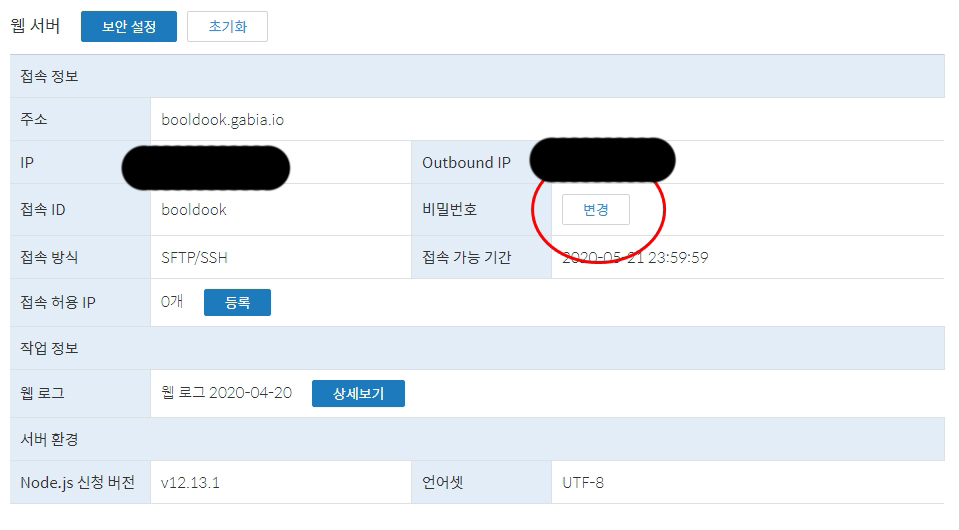 웹 서버 보안 설정 초기화
접속 정보
주소 booldook.gabia.io
IP Outbound IP
접속 ID booldook 비밀번호 변경
접속 방식 SFTP/SSH 접속 가능 기간 2020-05-21 23:59:59
접속 허용 IP 0개 등록
작업 정보
웹 로그 웹 로그 2020-04-20 상세보기
서버 환경
Node.js 신청 버전 v12.13.1 언어셋 UTF-8